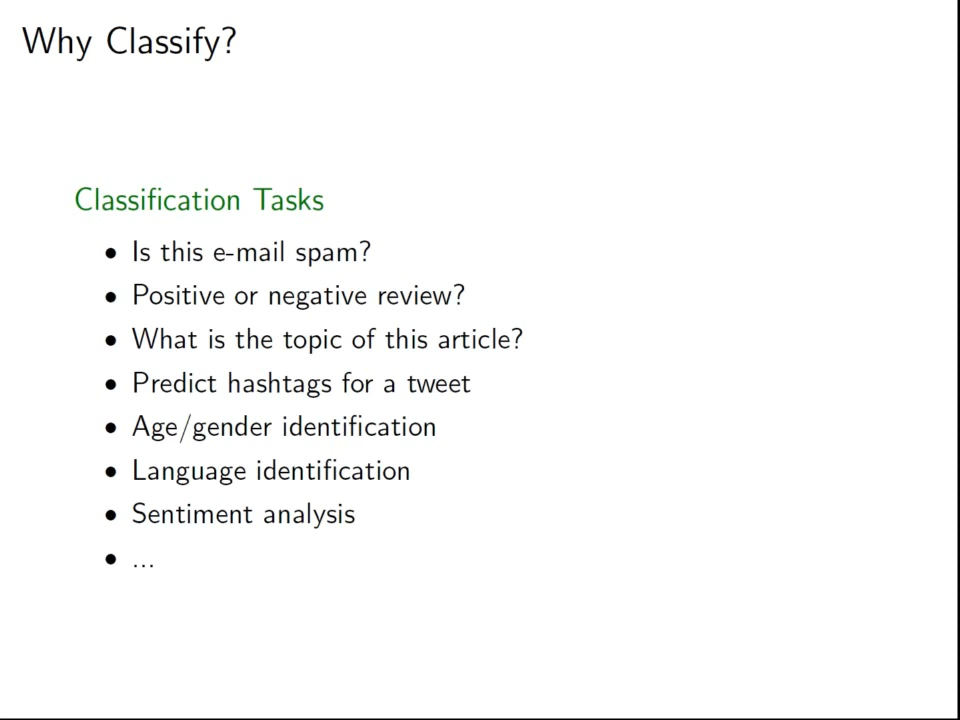 Why Classify?
Classification Tasks
• Is this e-mail spam?
• Positive or negative review?
• What is the topic of this article?
• Predict hashtags for a tweet
• Age/gender identification
• Language identification
• Sentiment analysis
• ...